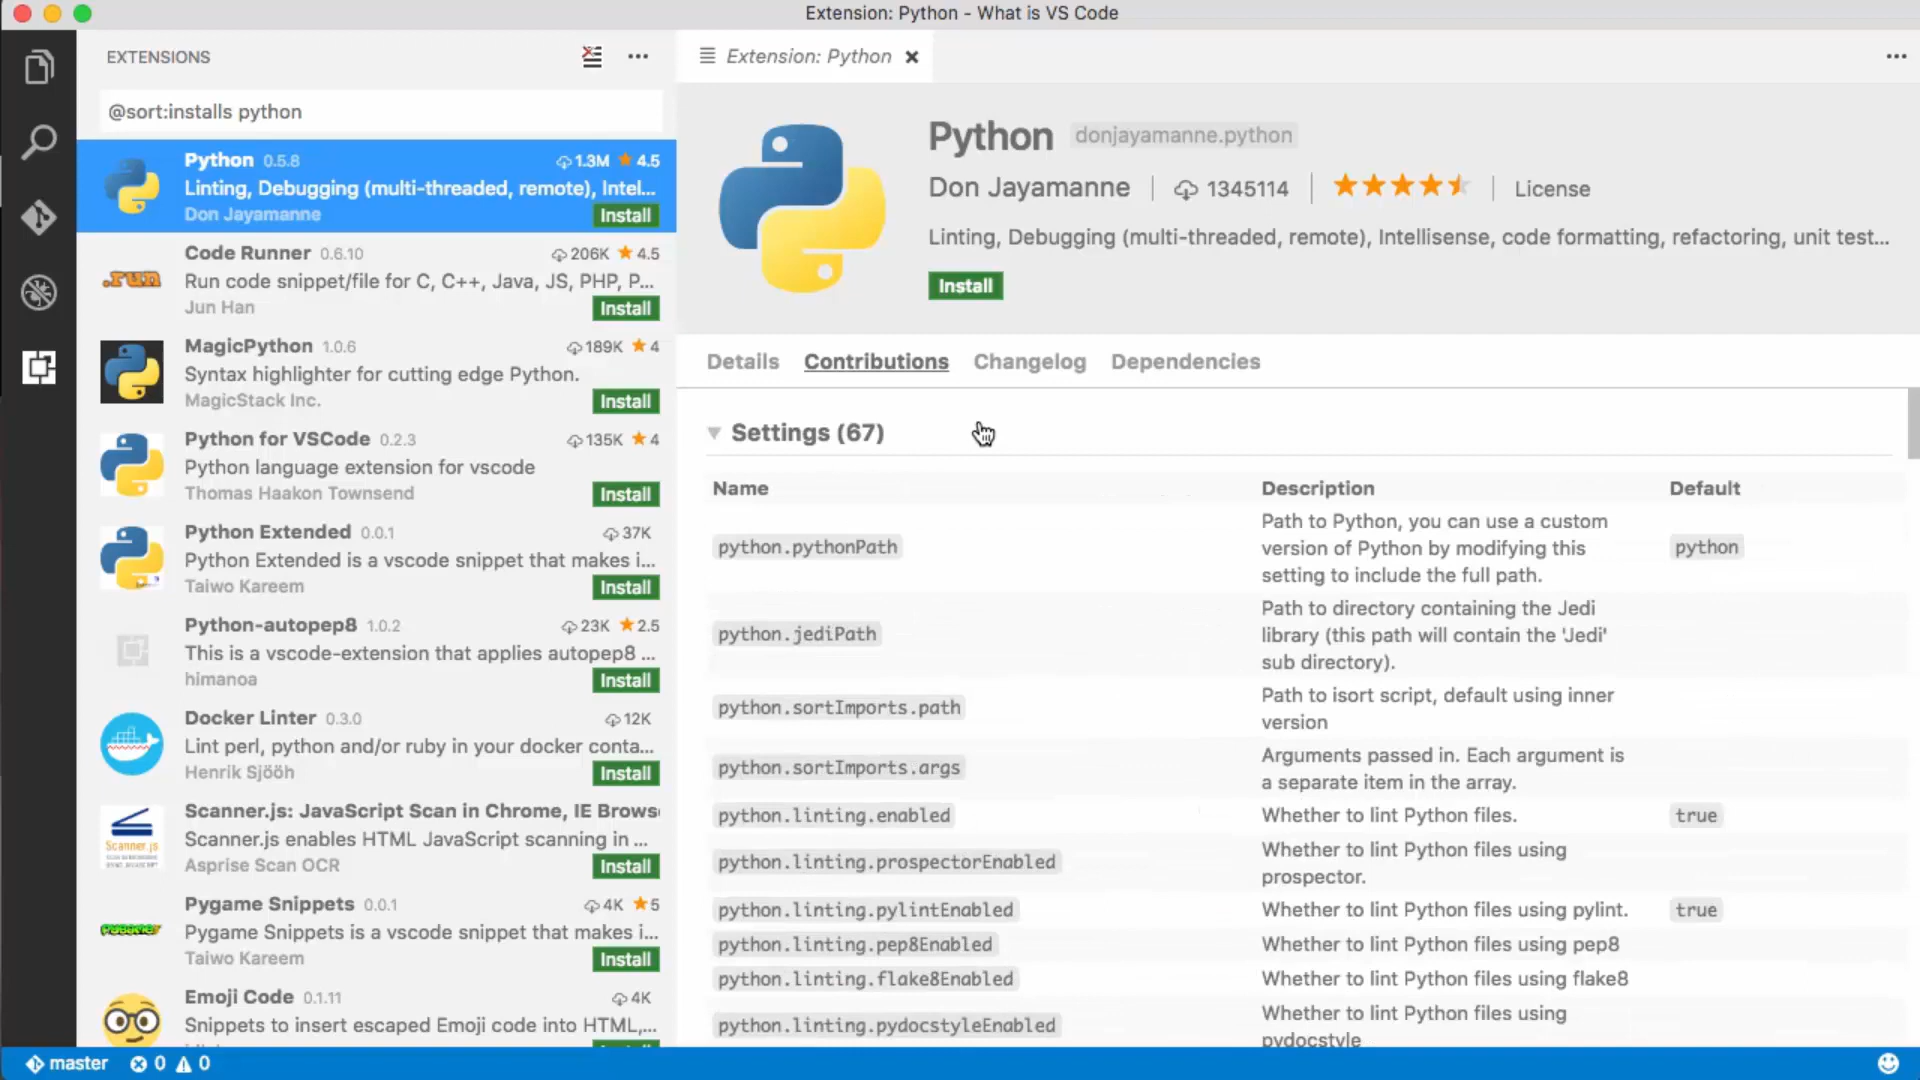 Extension: Python - What is VS Code
EXTENSIONS
@sort:installs python
Python 0.5.8 1.3M 4.5
Linting, Debugging (multi-threaded, remote), Intel...
Don Jayamanne Install
Code Runner 0.6.10 206K 4.5
Run code snippet/file for C, C++, Java, JS, PHP, P...
Jun Han Install
.run
MagicPython 1.0.6 189K 4
Syntax highlighter for cutting edge Python.
MagicStack Inc. Install
Python for VSCode 0.2.3 135K 4
Python language extension for vscode
Thomas Haakon Townsend Install
Python Extended 0.0.1 37K
Python Extended is a vscode snippet that makes i...
Taiwo Kareem Install
Python-autopep8 1.0.2 23K 2.5
This is a vscode-extension that applies autopep8 ...
himanoa Install
Docker Linter 0.3.0 12K
Lint perl, python and/or ruby in your docker conta...
Henrik Sjööh Install
Scanner.js: JavaScript Scan in Chrome, IE Brows
Scanner.js enables HTML JavaScript scanning in ...
Asprise Scan OCR Install
Scanner.js
Pygame Snippets 0.0.1 4K 5
Pygame Snippets is a vscode snippet that makes i...
Taiwo Kareem Install
Emoji Code 0.1.11 4K
Snippets to insert escaped Emoji code into HTML,...
Extension: Python
Python donjayamanne.python
Don Jayamanne 1345114 License
Linting, Debugging (multi-threaded, remote), Intellisense, code formatting, refactoring, unit test...
Install
Details Contributions Changelog Dependencies
Settings (67)
Name Description Default
python.pythonPath
Path to Python, you can use a custom
version of Python by modifying this
setting to include the full path.
python
python.jediPath
Path to directory containing the Jedi
library (this path will contain the 'Jedi'
sub directory).
python.sortImports.path
Path to isort script, default using inner
version
python.sortImports.args
Arguments passed in. Each argument is
a separate item in the array.
python.linting.enabled Whether to lint Python files. true
python.linting.prospectorEnabled
Whether to lint Python files using
prospector.
python.linting.pylintEnabled Whether to lint Python files using pylint. true
python.linting.pep8Enabled Whether to lint Python files using pep8
python.linting.flake8Enabled Whether to lint Python files using flake8
python.linting.pydocstyleEnabled
Whether to lint Python files using
pydocstyle
master 0 0